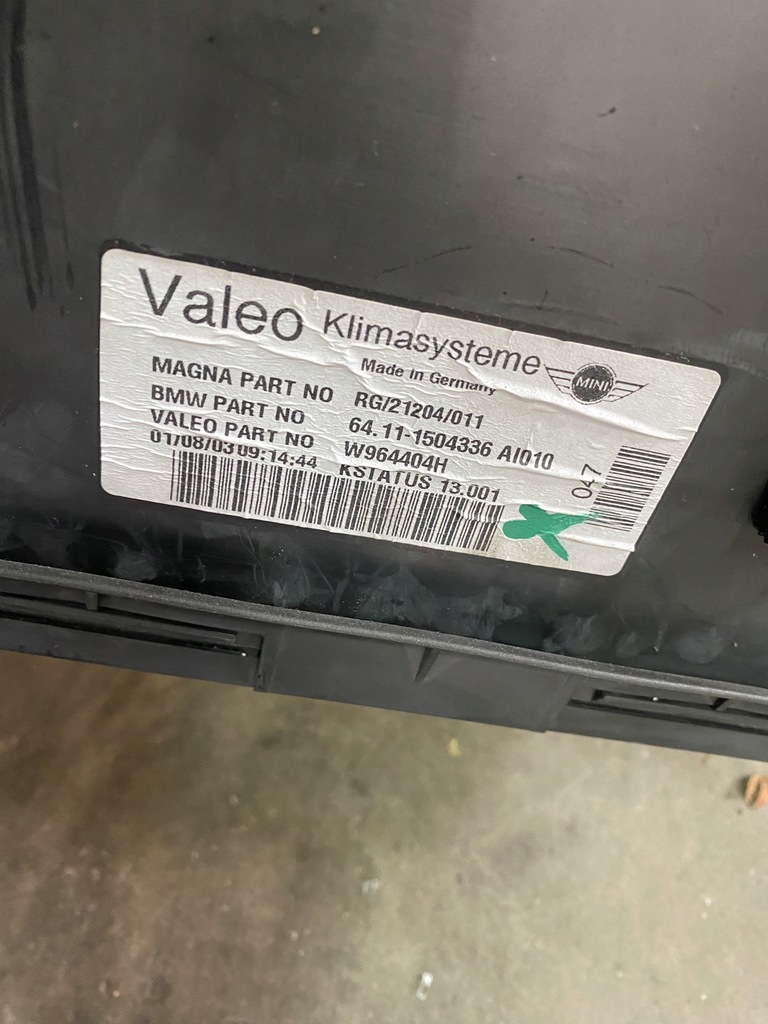 Valeo Klimasysteme
Made in Germany
MINI
MAGNA PART NO RG/21204/011
BMW PART NO 64.11-1504336 AI010
VALEO PART NO W964404H
01/08/03 09:14:44 KSTATUS 13.001
047